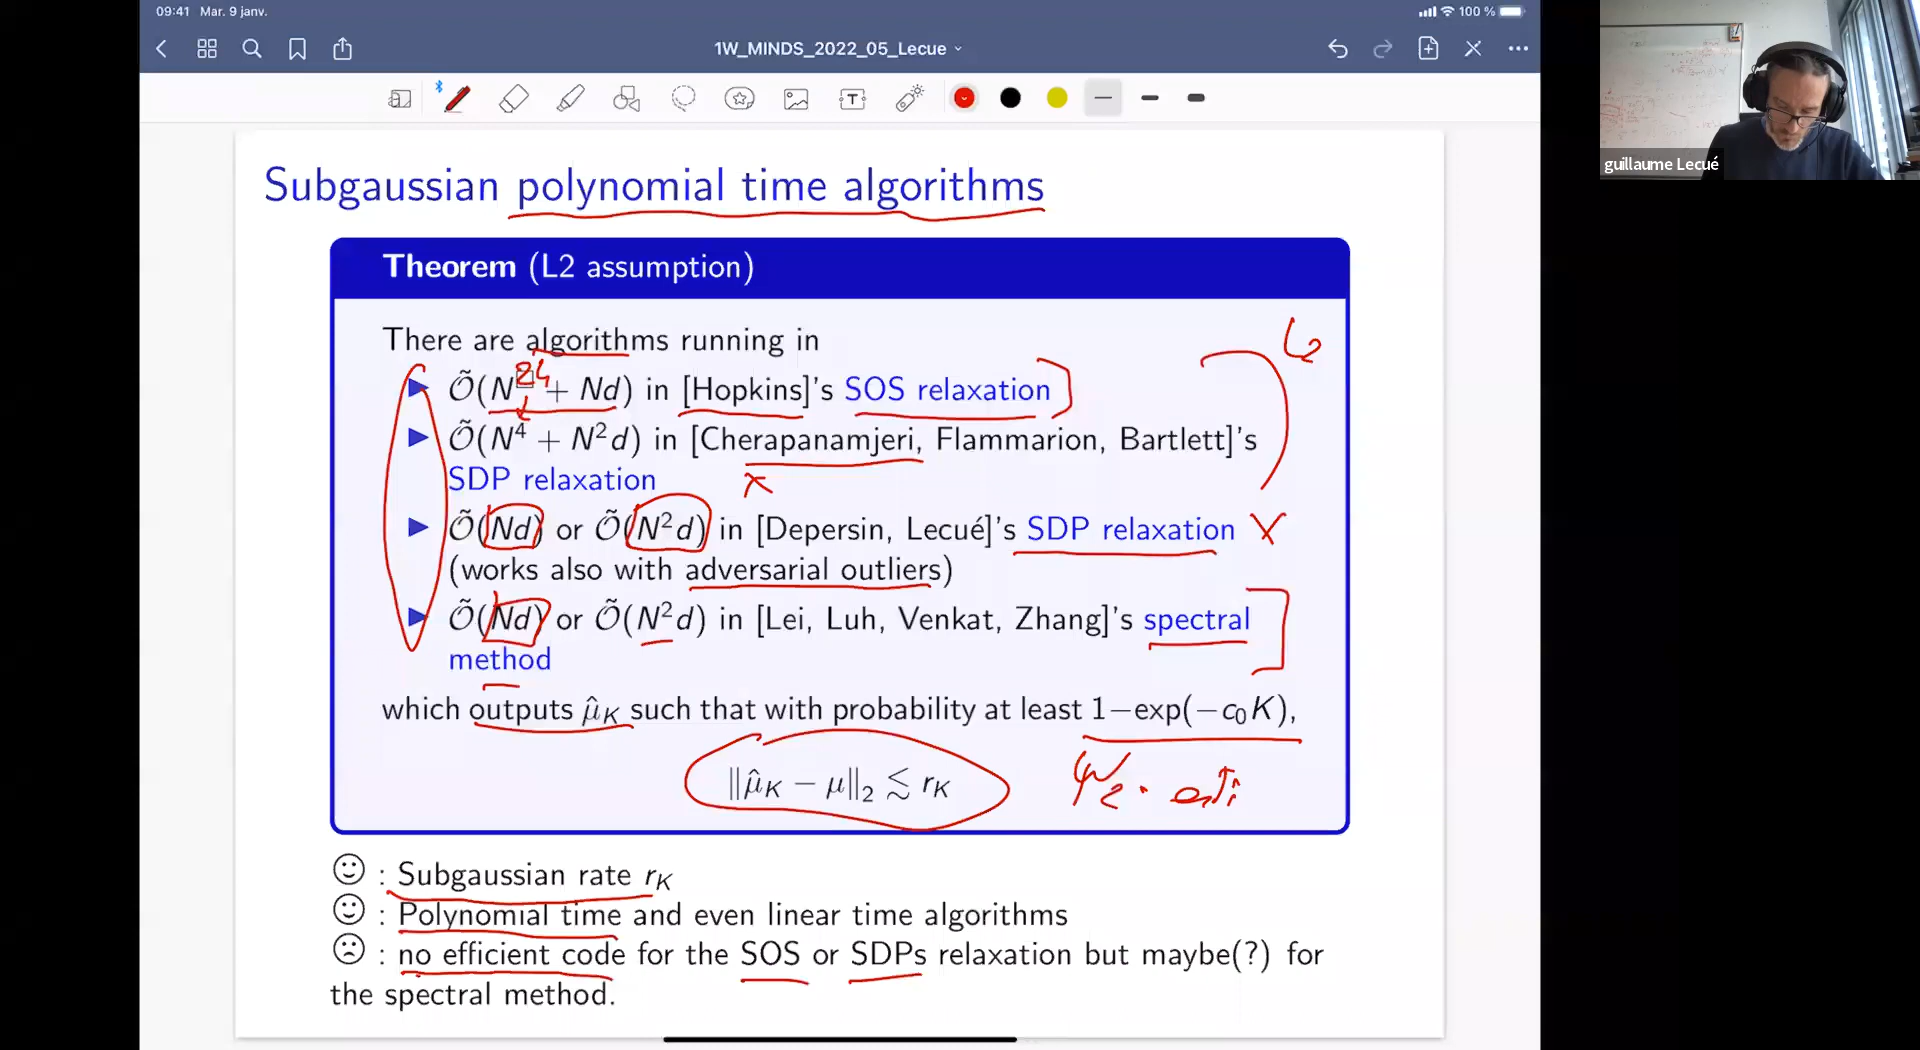 09:41 Mar. 9 janv.
100 %
1W_MINDS_2022_05_Lecue
T
guillaume Lecué
Subgaussian polynomial time algorithms
Theorem (L2 assumption)
There are algorithms running in
▶ Õ(N²⁴ + Nd) in [Hopkins]'s SOS relaxation
▶ Õ(N⁴ + N²d) in [Cherapanamjeri, Flammarion, Bartlett]'s
SDP relaxation
▶ Õ(Nd) or Õ(N²d) in [Depersin, Lecué]'s SDP relaxation
(works also with adversarial outliers)
▶ Õ(Nd) or Õ(N²d) in [Lei, Luh, Venkat, Zhang]'s spectral
method
which outputs μ̂_K such that with probability at least 1−exp(−c₀K),
‖μ̂_K − μ‖₂ ≲ r_K
☺ : Subgaussian rate r_K
☺ : Polynomial time and even linear time algorithms
☹ : no efficient code for the SOS or SDPs relaxation but maybe(?) for
the spectral method.